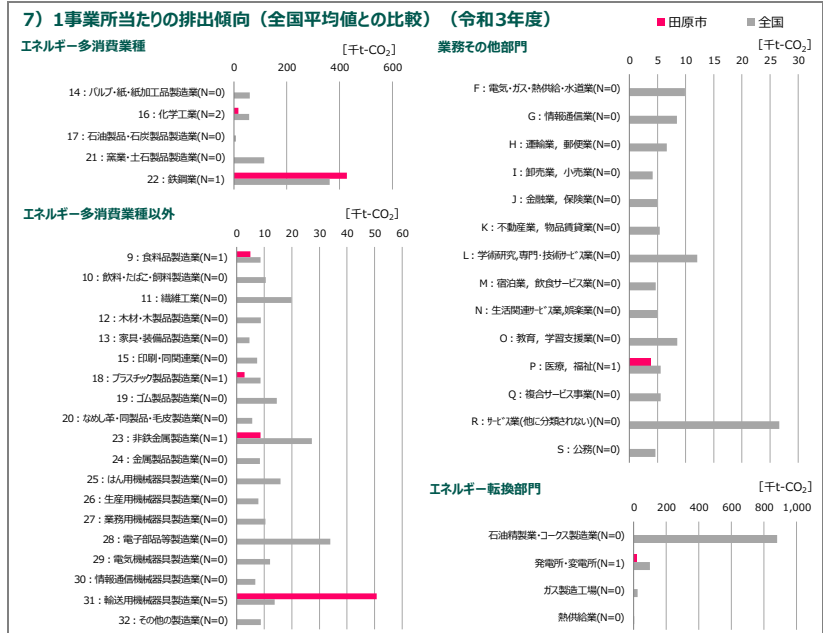 7）1事業所当たりの排出傾向（全国平均値との比較）（令和3年度）
田原市 全国
エネルギー多消費業種
[千t-CO₂]
0 200 400 600
14：パルプ・紙・紙加工品製造業(N=0)
16：化学工業(N=2)
17：石油製品・石炭製品製造業(N=0)
21：窯業・土石製品製造業(N=0)
22：鉄鋼業(N=1)
エネルギー多消費業種以外
[千t-CO₂]
0 10 20 30 40 50 60
9：食料品製造業(N=1)
10：飲料・たばこ・飼料製造業(N=0)
11：繊維工業(N=0)
12：木材・木製品製造業(N=0)
13：家具・装備品製造業(N=0)
15：印刷・同関連業(N=0)
18：プラスチック製品製造業(N=1)
19：ゴム製品製造業(N=0)
20：なめし革・同製品・毛皮製造業(N=0)
23：非鉄金属製造業(N=1)
24：金属製品製造業(N=0)
25：はん用機械器具製造業(N=0)
26：生産用機械器具製造業(N=0)
27：業務用機械器具製造業(N=0)
28：電子部品等製造業(N=0)
29：電気機械器具製造業(N=0)
30：情報通信機械器具製造業(N=0)
31：輸送用機械器具製造業(N=5)
32：その他の製造業(N=0)
業務その他部門
[千t-CO₂]
0 5 10 15 20 25 30
F：電気・ガス・熱供給・水道業(N=0)
G：情報通信業(N=0)
H：運輸業，郵便業(N=0)
I：卸売業，小売業(N=0)
J：金融業，保険業(N=0)
K：不動産業，物品賃貸業(N=0)
L：学術研究,専門・技術ｻｰﾋﾞｽ業(N=0)
M：宿泊業，飲食サービス業(N=0)
N：生活関連ｻｰﾋﾞｽ業,娯楽業(N=0)
O：教育，学習支援業(N=0)
P：医療，福祉(N=1)
Q：複合サービス事業(N=0)
R：ｻｰﾋﾞｽ業(他に分類されない)(N=0)
S：公務(N=0)
エネルギー転換部門
[千t-CO₂]
0 200 400 600 800 1,000
石油精製業・コークス製造業(N=0)
発電所・変電所(N=1)
ガス製造工場(N=0)
熱供給業(N=0)